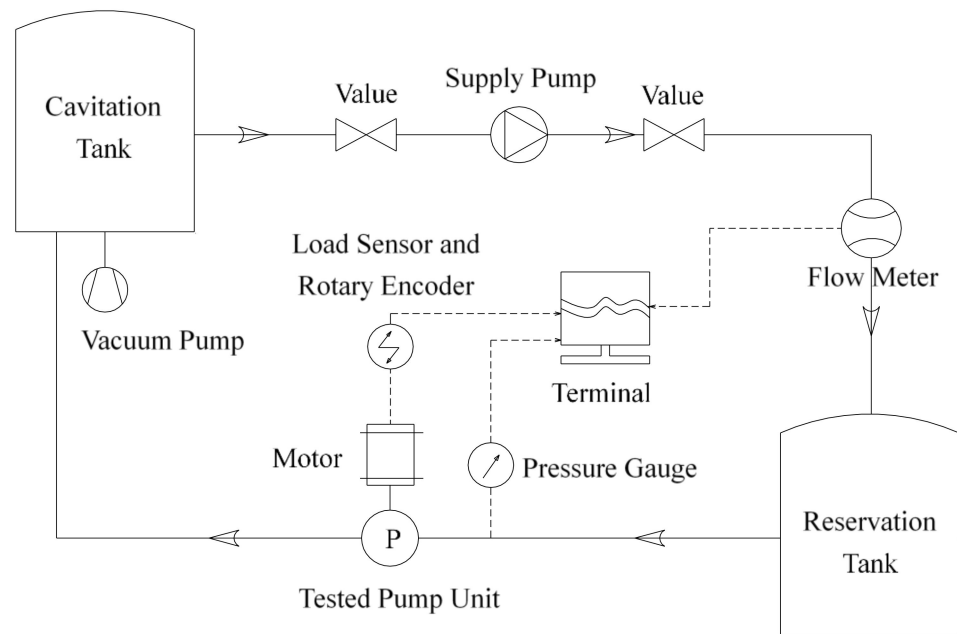 Cavitation
Tank
Value
Supply Pump
Value
Load Sensor and
Rotary Encoder
Flow Meter
Vacuum Pump
Terminal
Motor
Pressure Gauge
P
Reservation
Tank
Tested Pump Unit